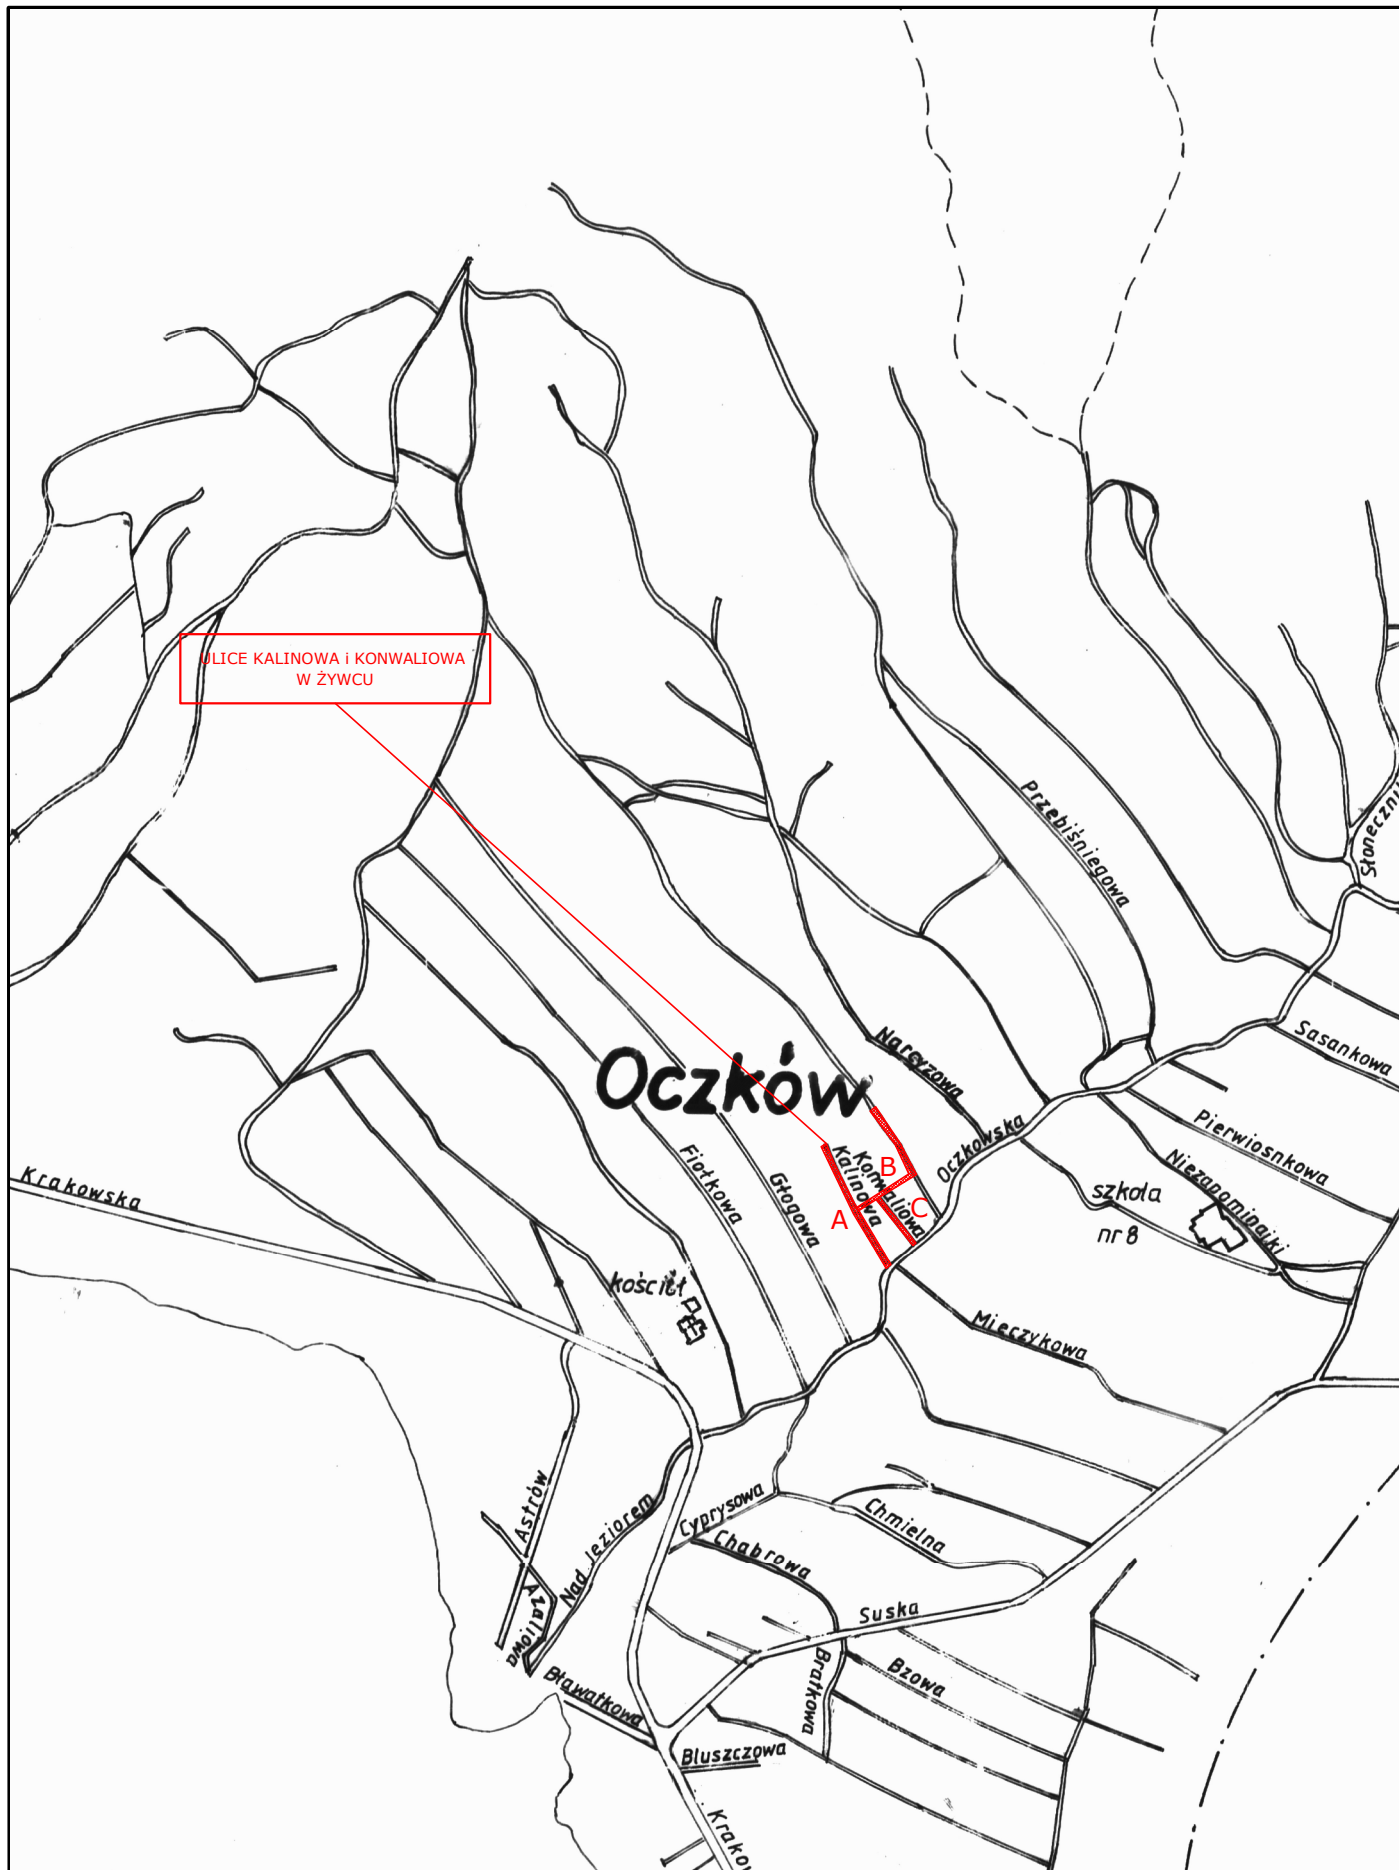 ULICE KALINOWA i KONWALIOWA
W ŻYWCU
Przebiśniegowa
Słoneczni
Oczków
Narcyzowa
Sasankowa
Oczkowska
Pierwiosnkowa
Niezapominajki
szkoła
nr 8
Fiołkowa
Głogowa
Kalinowa
Konwaliowa
A
B
C
Krakowska
kościół
Mieczykowa
Astrów
Nad Jeziorem
Azaliowa
Cyprysowa
Chabrowa
Chmielna
Suska
Bratkowa
Bzowa
Bławatkowa
Bluszczowa
Krakow